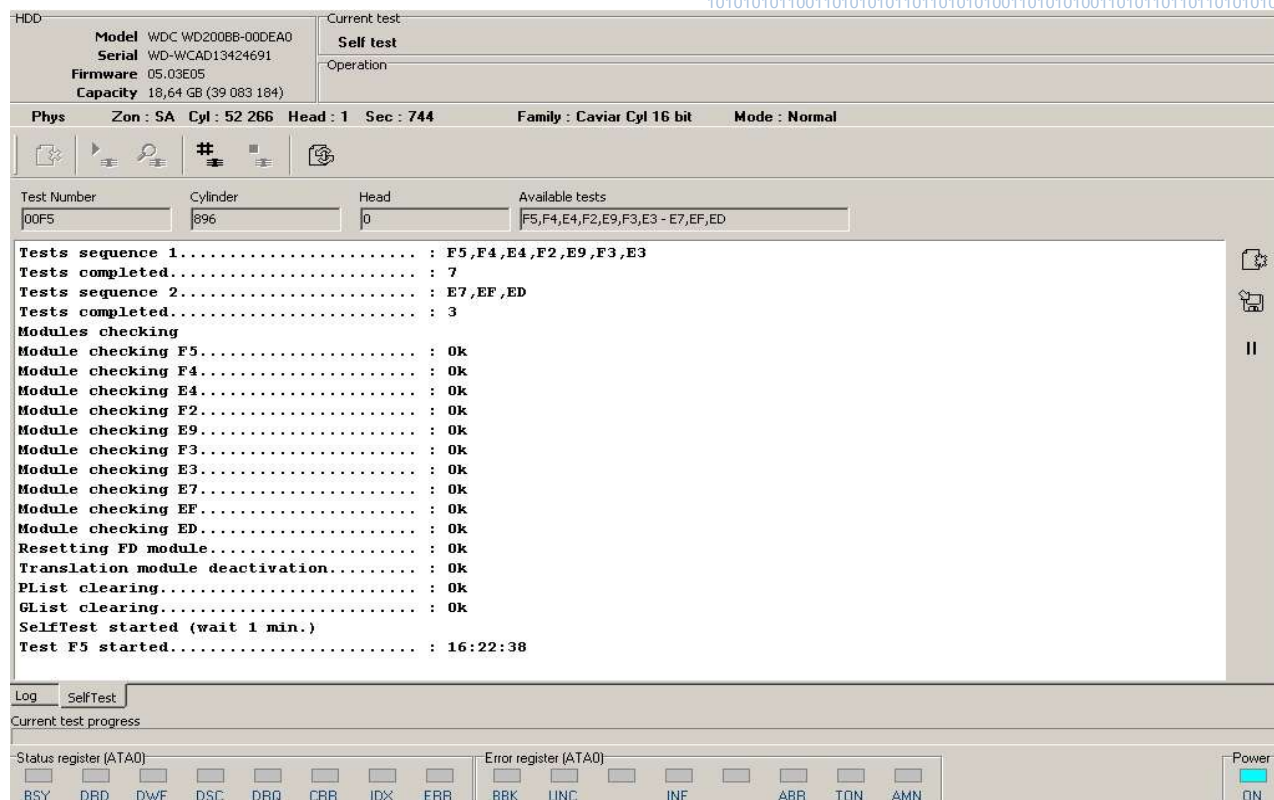 HDD
Model WDC WD200BB-00DEA0
Serial WD-WCAD13424691
Firmware 05.03E05
Capacity 18,64 GB (39 083 184)
Current test
Self test
Operation
Phys Zon : SA Cyl : 52 266 Head : 1 Sec : 744 Family : Caviar Cyl 16 bit Mode : Normal
Test Number Cylinder Head Available tests
00F5 896 0 F5,F4,E4,F2,E9,F3,E3 - E7,EF,ED
Tests sequence 1........................ : F5,F4,E4,F2,E9,F3,E3
Tests completed......................... : 7
Tests sequence 2........................ : E7,EF,ED
Tests completed......................... : 3
Modules checking
Module checking F5...................... : Ok
Module checking F4...................... : Ok
Module checking E4...................... : Ok
Module checking F2...................... : Ok
Module checking E9...................... : Ok
Module checking F3...................... : Ok
Module checking E3...................... : Ok
Module checking E7...................... : Ok
Module checking EF...................... : Ok
Module checking ED...................... : Ok
Resetting FD module..................... : Ok
Translation module deactivation......... : Ok
PList clearing.......................... : Ok
GList clearing.......................... : Ok
SelfTest started (wait 1 min.)
Test F5 started......................... : 16:22:38
Log SelfTest
Current test progress
Status register (ATA0) Error register (ATA0) Power
BSY DRD DWF DSC DRQ CRR IDX ERR BBK UNC INF ABR TON AMN ON